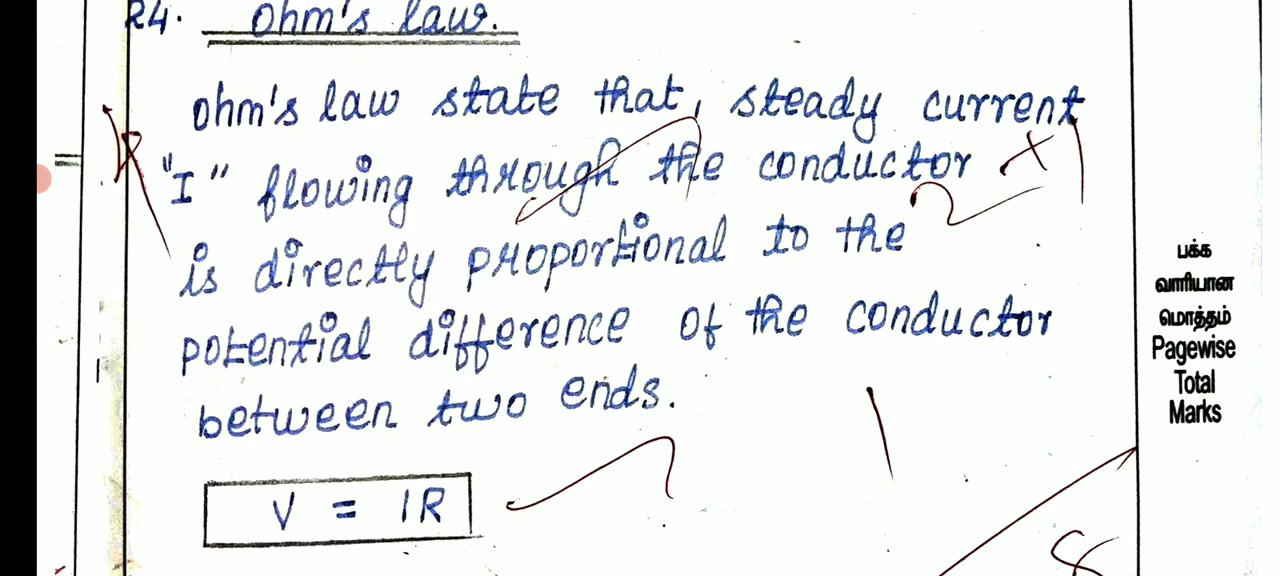 24. Ohm's law.
ohm's law state that, steady current
"I" flowing through the conductor
is directly proportional to the
potential difference of the conductor
between two ends.
V = IR
பக்க
வாரியான
மொத்தம்
Pagewise
Total
Marks
8